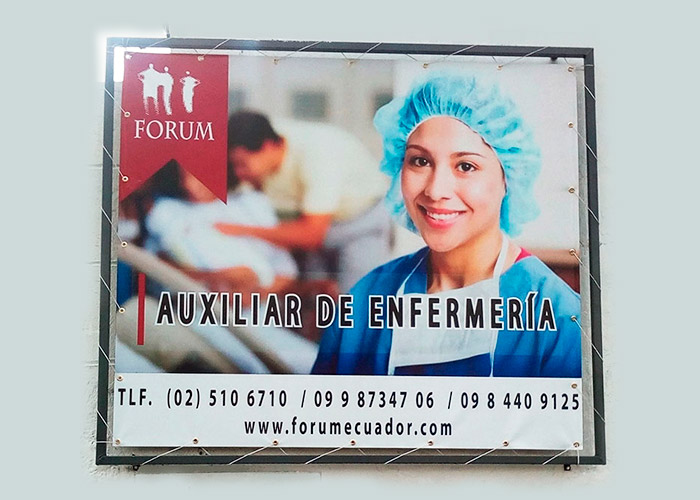 FORUM
AUXILIAR DE ENFERMERÍA
TLF. (02) 510 6710 / 09 9 87347 06 / 09 8 440 9125
www.forumecuador.com